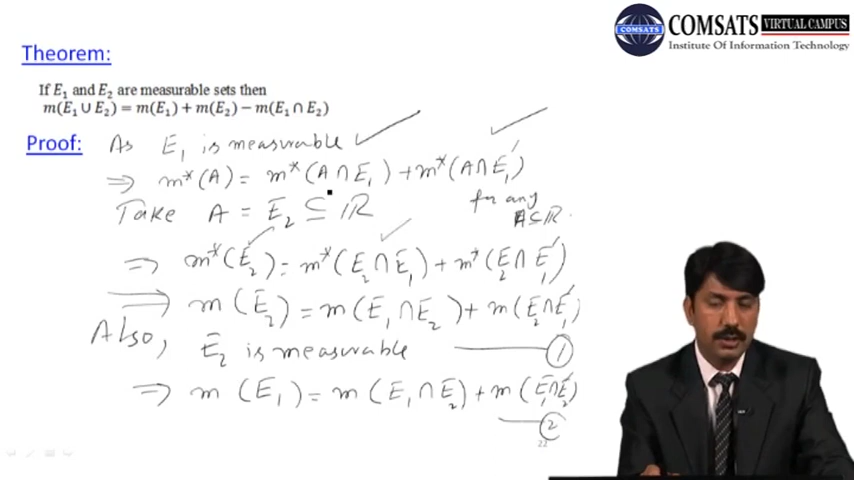 COMSATS VIRTUAL CAMPUS
Institute Of Information Technology
COMSATS
Theorem:
If E₁ and E₂ are measurable sets then
m(E₁ ∪ E₂) = m(E₁) + m(E₂) − m(E₁ ∩ E₂)
Proof: As E₁ is measurable
⇒ m*(A) = m*(A ∩ E₁) + m*(A ∩ E₁′)
for any
A ⊆ ℝ.
Take A = E₂ ⊆ ℝ
⇒ m*(E₂) = m*(E₂ ∩ E₁) + m*(E₂ ∩ E₁′)
⇒ m(E₂) = m(E₁ ∩ E₂) + m(E₂ ∩ E₁′)
Also, E₂ is measurable — ①
⇒ m(E₁) = m(E₁ ∩ E₂) + m(E₁ ∩ E₂′)
— ②
22